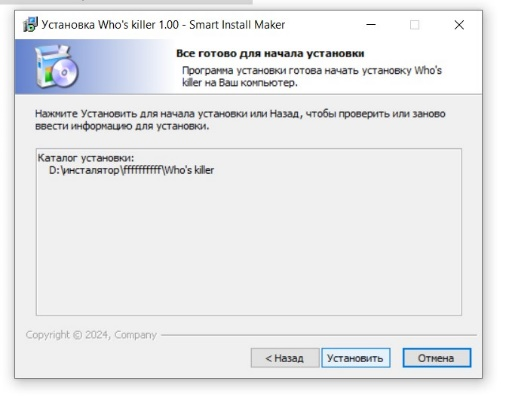 Установка Who's killer 1.00 - Smart Install Maker
Все готово для начала установки
Программа установки готова начать установку Who's
killer на Ваш компьютер.
Нажмите Установить для начала установки или Назад, чтобы проверить или заново
ввести информацию для установки.
Каталог установки:
D:\инсталятор\ffffffffff\Who's killer
Copyright © 2024, Company
< Назад
Установить
Отмена